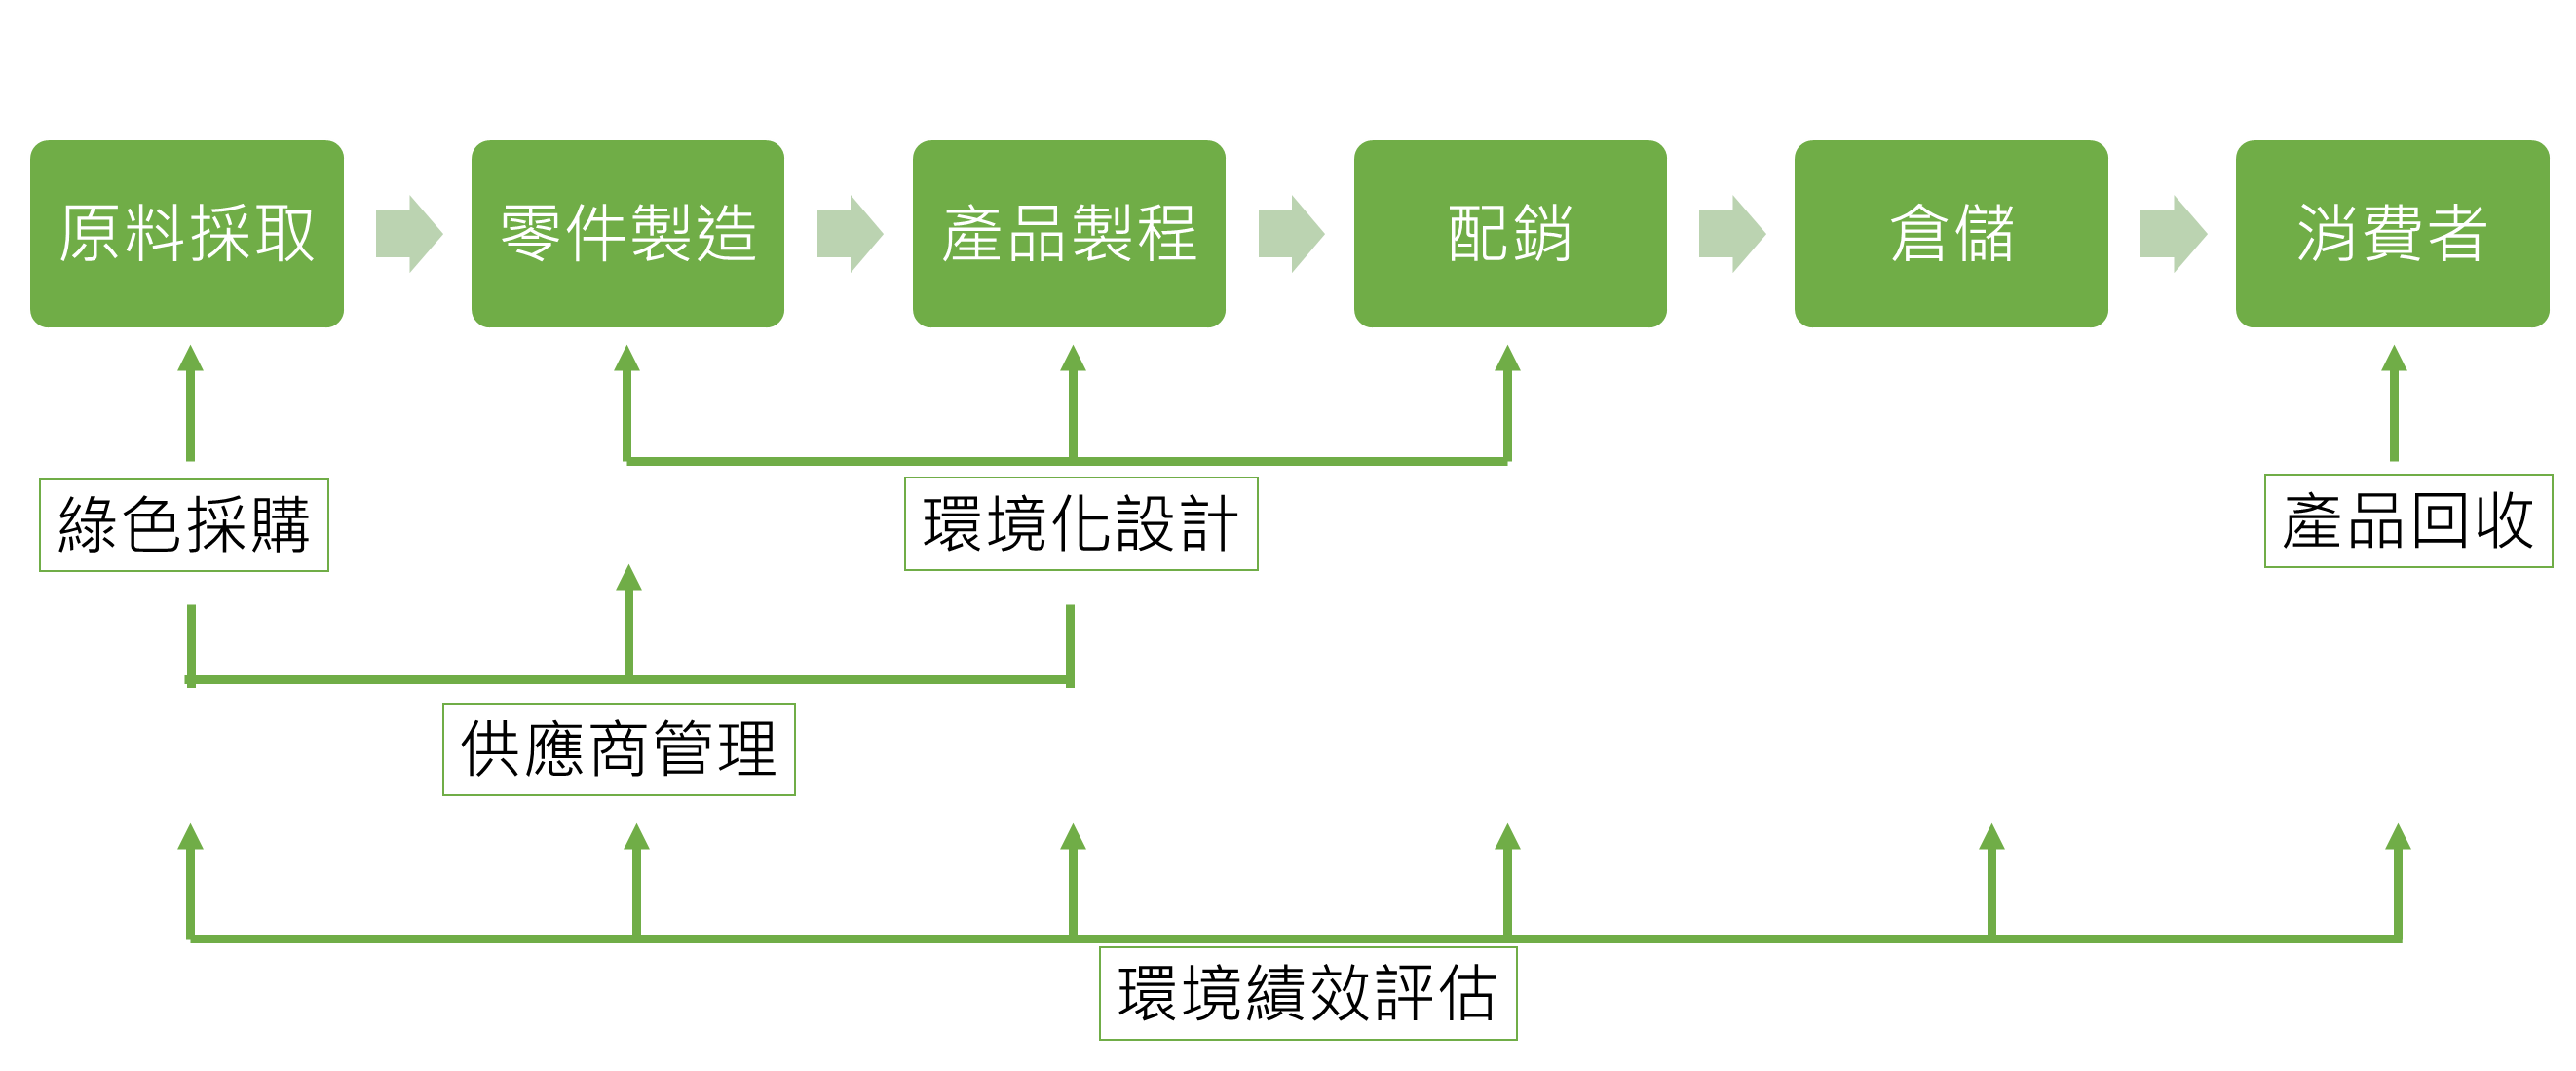 原料採取
零件製造
產品製程
配銷
倉儲
消費者
綠色採購
環境化設計
產品回收
供應商管理
環境績效評估